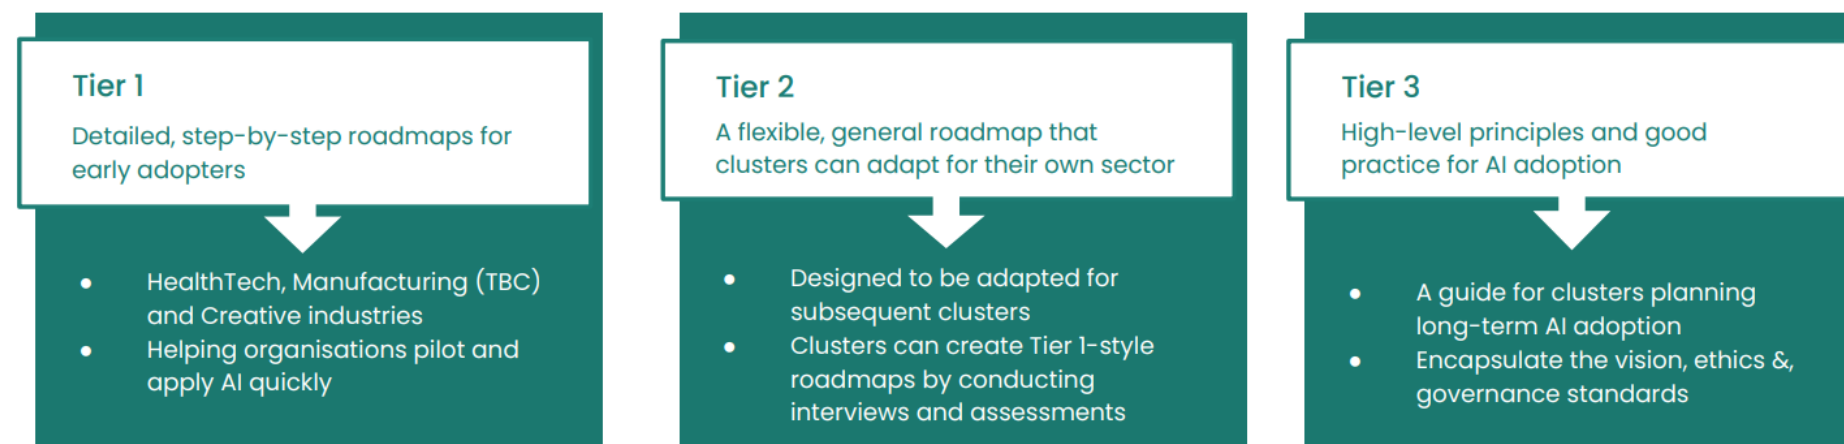 Tier 1
Detailed, step-by-step roadmaps for
early adopters
● HealthTech, Manufacturing (TBC)
and Creative industries
● Helping organisations pilot and
apply AI quickly
Tier 2
A flexible, general roadmap that
clusters can adapt for their own sector
● Designed to be adapted for
subsequent clusters
● Clusters can create Tier 1-style
roadmaps by conducting
interviews and assessments
Tier 3
High-level principles and good
practice for AI adoption
● A guide for clusters planning
long-term AI adoption
● Encapsulate the vision, ethics &,
governance standards